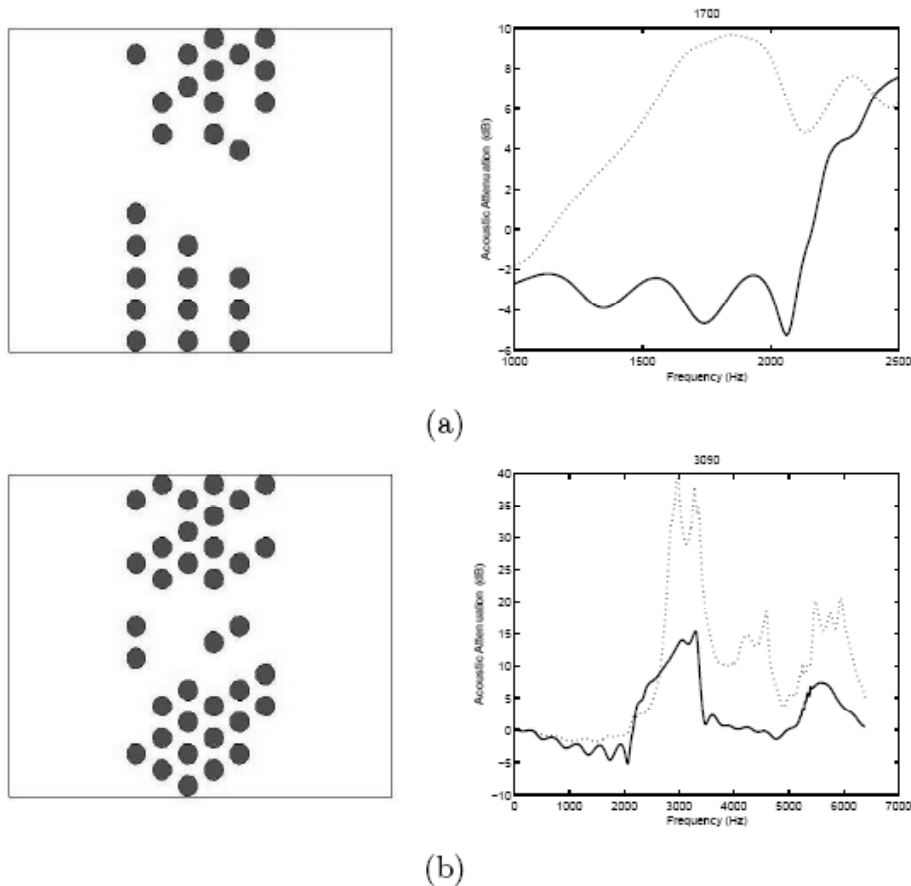 1700
Acoustic Attenuation (dB)
10
8
6
4
2
0
−2
−4
−6
1000 1500 2000 2500
Frequency (Hz)
(a)
3090
Acoustic Attenuation (dB)
40
35
30
25
20
15
10
5
0
−5
−10
0 1000 2000 3000 4000 5000 6000 7000
Frequency (Hz)
(b)